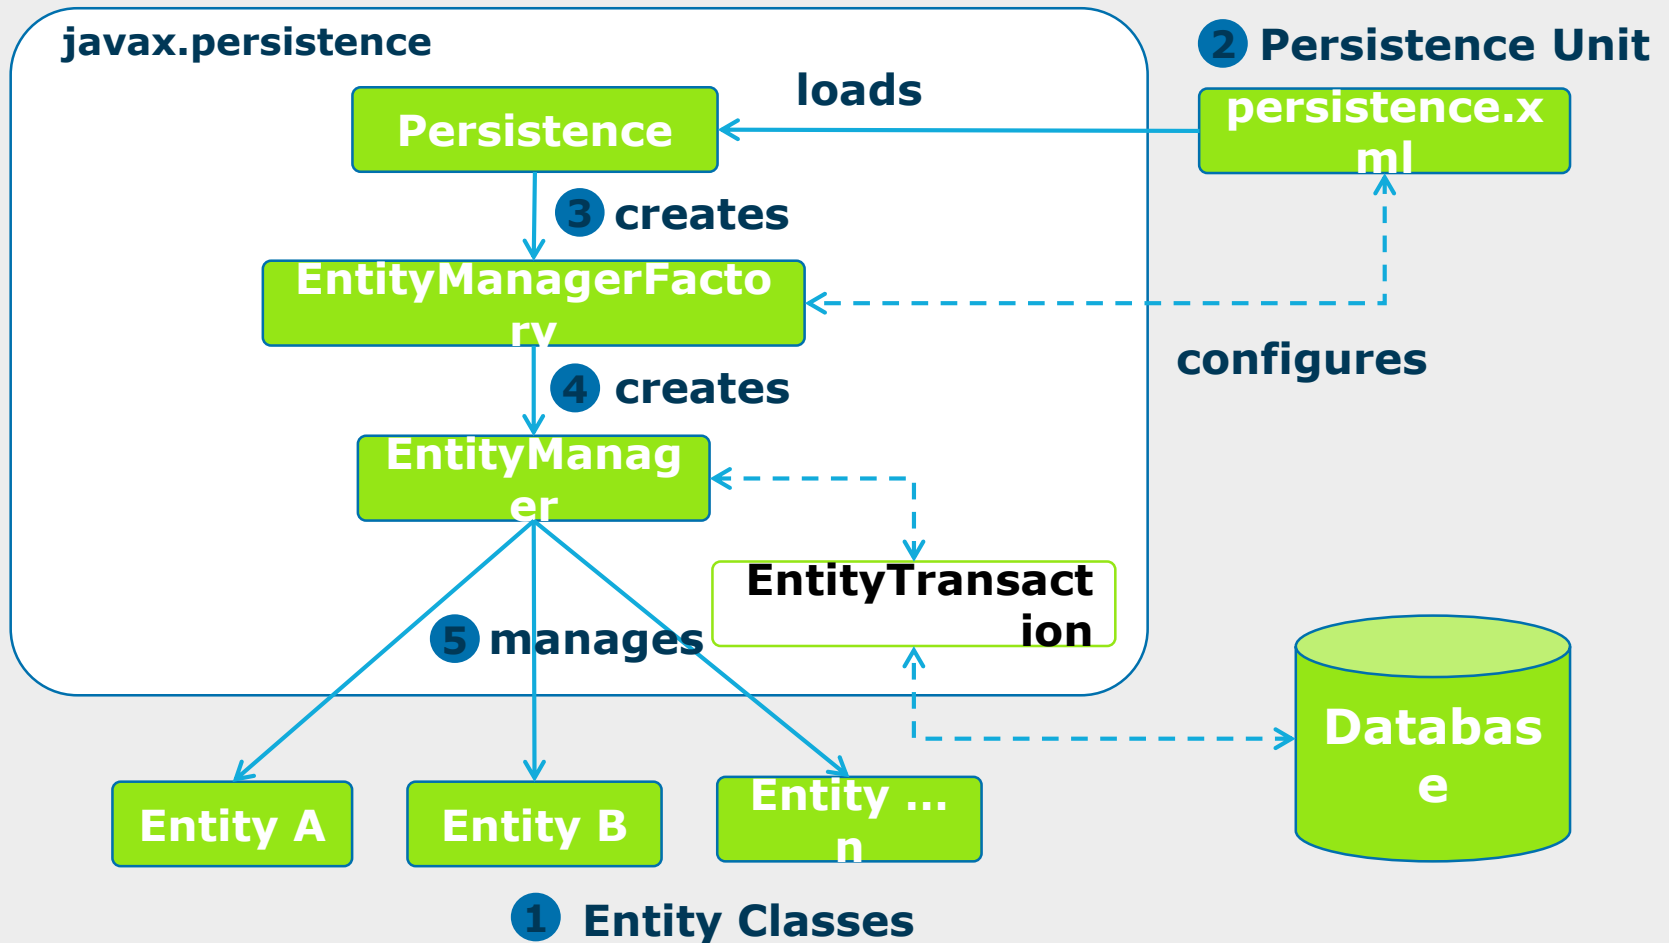 javax.persistence
2 Persistence Unit
loads
Persistence
persistence.x
ml
3 creates
EntityManagerFacto
ry
configures
4 creates
EntityManag
er
EntityTransact
ion
5 manages
Databas
e
Entity A
Entity B
Entity ...
n
1 Entity Classes